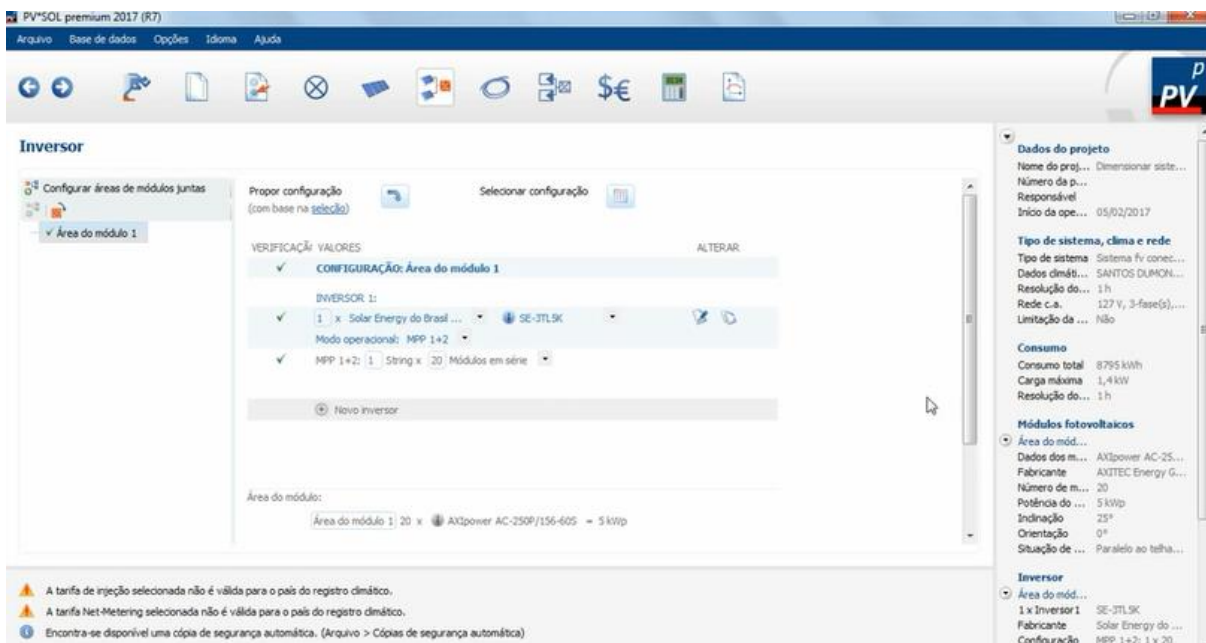 PV*SOL premium 2017 (R7)
Arquivo Base de dados Opções Idioma Ajuda
$€
p
PV
Inversor
Configurar áreas de módulos juntas
Área do módulo 1
Propor configuração
(com base na seleção)
Selecionar configuração
VERIFICAÇÃ VALORES ALTERAR
CONFIGURAÇÃO: Área do módulo 1
INVERSOR 1:
1 x Solar Energy do Brasil ... SE-3TL5K
Modo operacional: MPP 1+2
MPP 1+2: 1 String x 20 Módulos em série
Novo inversor
Área do módulo:
Área do módulo 1 20 x AXIpower AC-250P/156-60S = 5 kWp
A tarifa de injeção selecionada não é válida para o país do registro climático.
A tarifa Net-Metering selecionada não é válida para o país do registro climático.
Encontra-se disponível uma cópia de segurança automática. (Arquivo > Cópias de segurança automática)
Dados do projeto
Nome do proj... Dimensionar siste...
Número da p...
Responsável
Início da ope... 05/02/2017
Tipo de sistema, clima e rede
Tipo de sistema Sistema fv conec...
Dados climáti... SANTOS DUMON...
Resolução do... 1 h
Rede c.a. 127 V, 3-fase(s),...
Limitação da ... Não
Consumo
Consumo total 8795 kWh
Carga máxima 1,4 kW
Resolução do... 1 h
Módulos fotovoltaicos
Área do mód...
Dados dos m... AXIpower AC-25...
Fabricante AXITEC Energy G...
Número de m... 20
Potência do ... 5 kWp
Inclinação 25°
Orientação 0°
Situação de ... Paralelo ao telha...
Inversor
Área do mód...
1 x Inversor1 SE-3TL5K
Fabricante Solar Energy do ...
Configuração MPP 1+2: 1 x 20